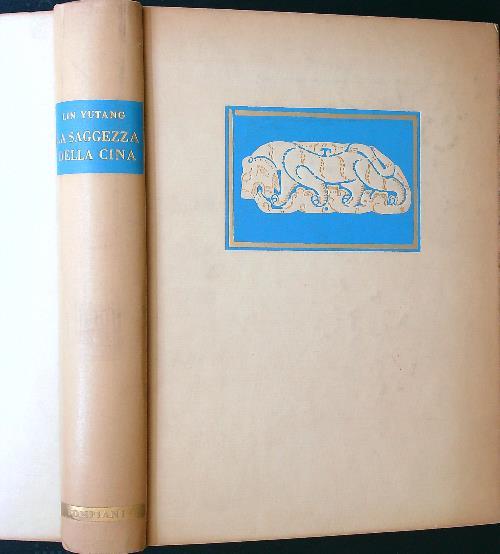 LIN YUTANG
LA SAGGEZZA
DELLA CINA
BOMPIANI